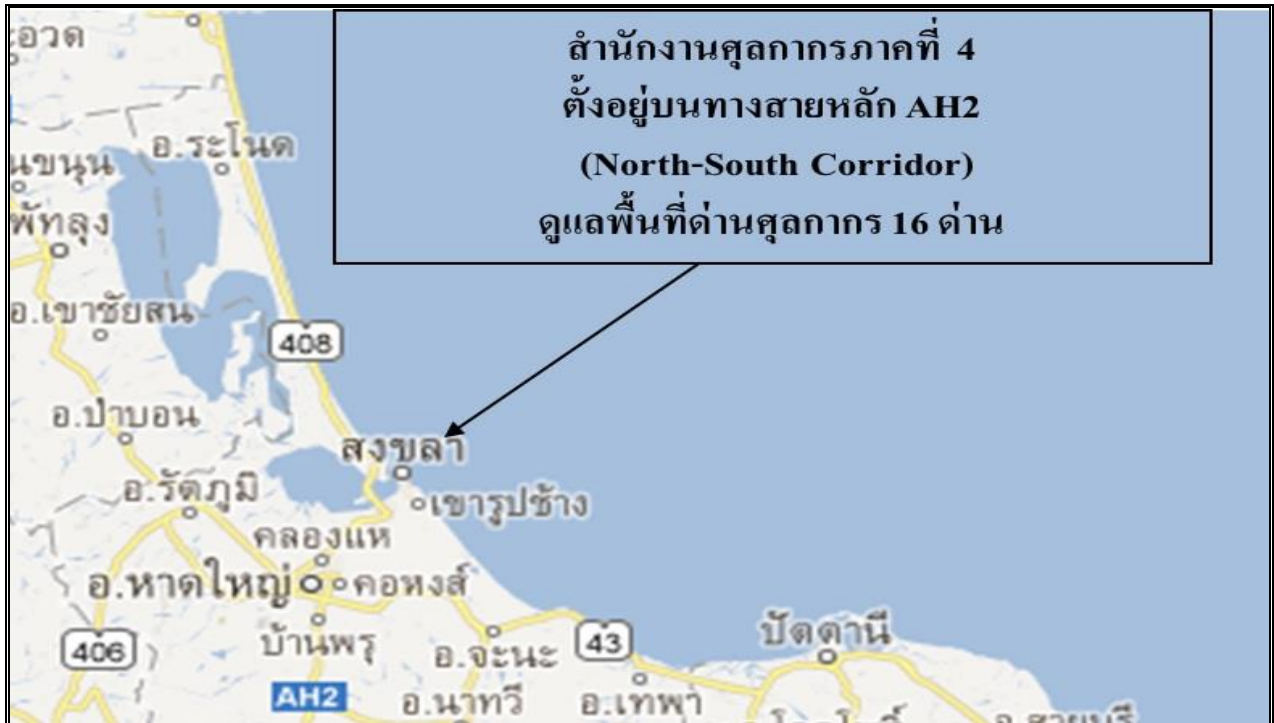 สำนักงานศุลกากรภาคที่ 4
ตั้งอยู่บนทางสายหลัก AH2
(North-South Corridor)
ดูแลพื้นที่ด่านศุลกากร 16 ด่าน
อ.ระโนด
พัทลุง
อ.เขาชัยสน
408
อ.ป่าบอน
สงขลา
อ.รัตภูมิ
เขารูปช้าง
คลองแห
อ.หาดใหญ่
คอหงส์
406
บ้านพรุ
อ.จะนะ
43
ปัตตานี
AH2
อ.นาทวี
อ.เทพา